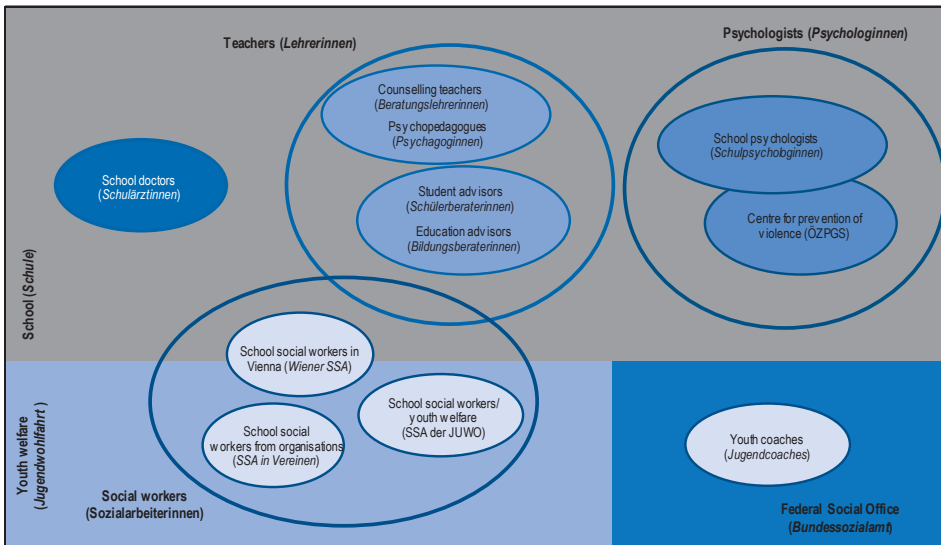 Teachers (Lehrerinnen)
Psychologists (Psychologinnen)
Counselling teachers
(Beratungslehrerinnen)
Psychopedagogues
(Psychagoginnen)
School psychologists
(Schulpsychologinnen)
School doctors
(Schulärztinnen)
Student advisors
(Schülerberaterinnen)
Education advisors
(Bildungsberaterinnen)
Centre for prevention of
violence (ÖZPGS)
School (Schule)
School social workers in
Vienna (Wiener SSA)
School social workers/
youth welfare
(SSA der JUWO)
School social
workers from organisations
(SSA in Vereinen)
Youth coaches
(Jugendcoaches)
Youth welfare
(Jugendwohlfahrt)
Social workers
(Sozialarbeiterinnen)
Federal Social Office
(Bundessozialamt)